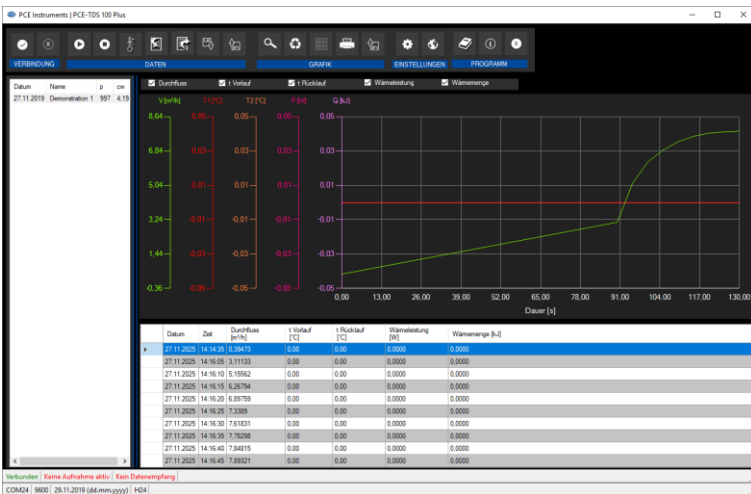 PCE Instruments | PCE-TDS 100 Plus
VERBINDUNG DATEN GRAFIK EINSTELLUNGEN PROGRAMM
Datum Name p cw
27.11.2019 Demonstration 1 997 4.19
Durchfluss t Vorlauf t Rücklauf Wärmeleistung Wärmemenge
V[m³/h] T1 [°C] T2 [°C] P [w] Q [kJ]
8,64 0,05 0,05 0,05 0,05
6,84 0,03 0,03 0,03 0,03
5,04 0,01 0,01 0,01 0,01
3,24 -0,01 -0,01 -0,01 -0,01
1,44 -0,03 -0,03 -0,03 -0,03
-0,36 -0,05 -0,05 -0,05 -0,05
0,00 13,00 26,00 39,00 52,00 65,00 78,00 91,00 104,00 117,00 130,00
Dauer [s]
Datum Zeit Durchfluss [m³/h] t Vorlauf [°C] t Rücklauf [°C] Wärmeleistung [W] Wärmemenge [kJ]
27.11.2025 14:14:35 0,39473 0.00 0.00 0,0000 0,0000
27.11.2025 14:16:05 3,11133 0.00 0.00 0,0000 0,0000
27.11.2025 14:16:10 5,15562 0.00 0.00 0,0000 0,0000
27.11.2025 14:16:15 6,26794 0.00 0.00 0,0000 0,0000
27.11.2025 14:16:20 6,89759 0.00 0.00 0,0000 0,0000
27.11.2025 14:16:25 7,3389 0.00 0.00 0,0000 0,0000
27.11.2025 14:16:30 7,61831 0.00 0.00 0,0000 0,0000
27.11.2025 14:16:35 7,78298 0.00 0.00 0,0000 0,0000
27.11.2025 14:16:40 7,84815 0.00 0.00 0,0000 0,0000
27.11.2025 14:16:45 7,89321 0.00 0.00 0,0000 0,0000
Verbunden Keine Aufnahme aktiv Kein Datenempfang
COM24 9600 29.11.2019 (dd.mm.yyyy) H24